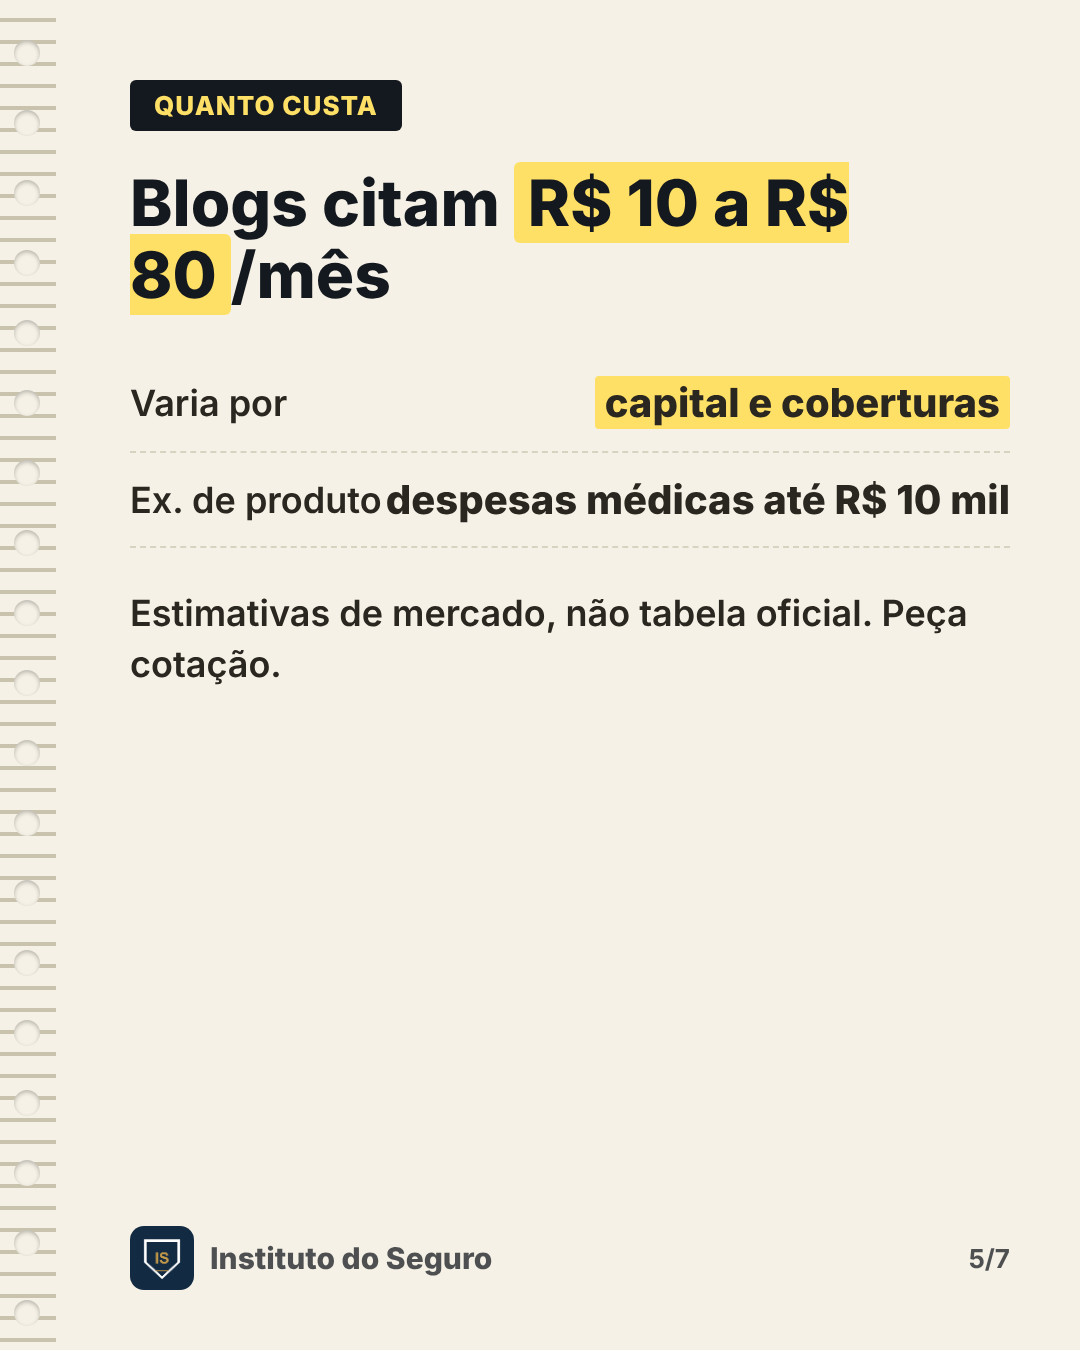 QUANTO CUSTA
Blogs citam R$ 10 a R$
80 /mês
Varia por capital e coberturas
Ex. de produto despesas médicas até R$ 10 mil
Estimativas de mercado, não tabela oficial. Peça
cotação.
IS
Instituto do Seguro
5/7